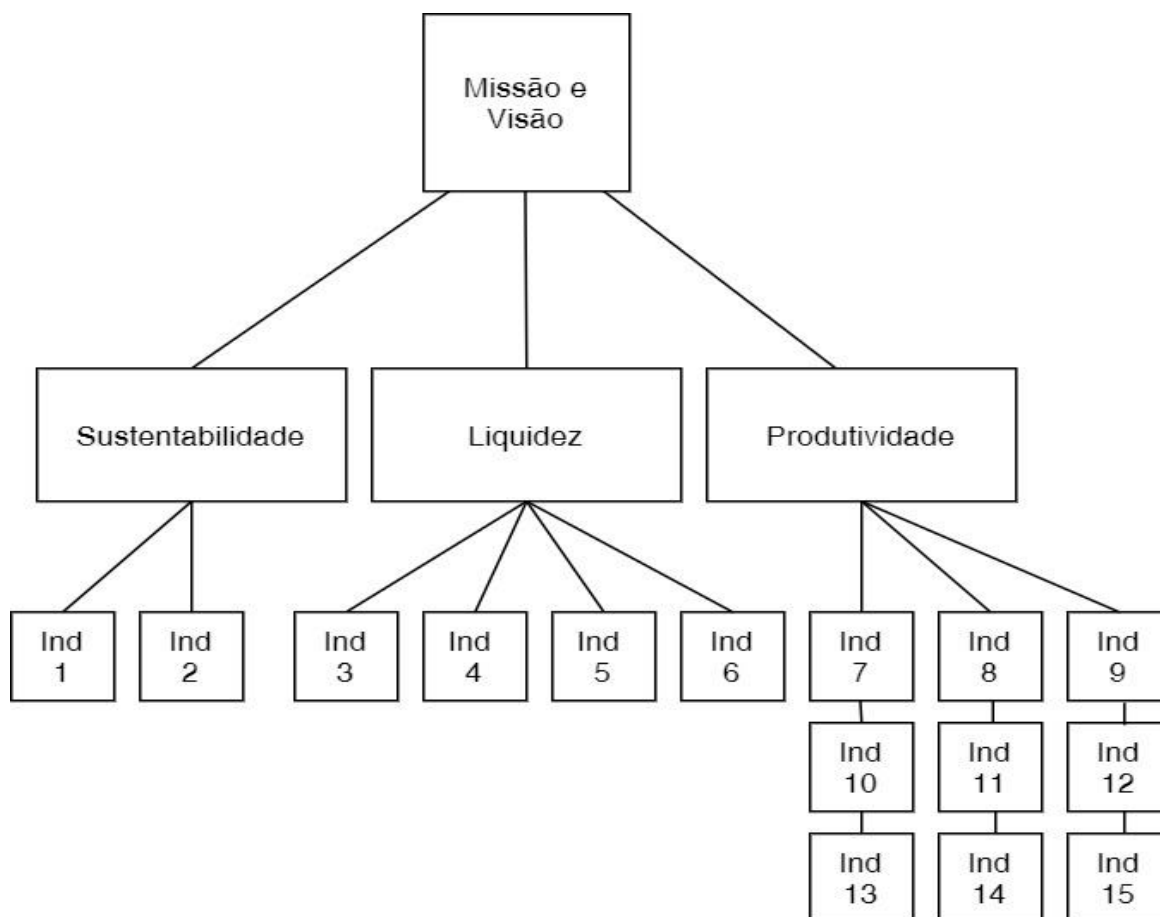 Missão e
Visão
Sustentabilidade
Liquidez
Produtividade
Ind
1
Ind
2
Ind
3
Ind
4
Ind
5
Ind
6
Ind
7
Ind
8
Ind
9
Ind
10
Ind
11
Ind
12
Ind
13
Ind
14
Ind
15